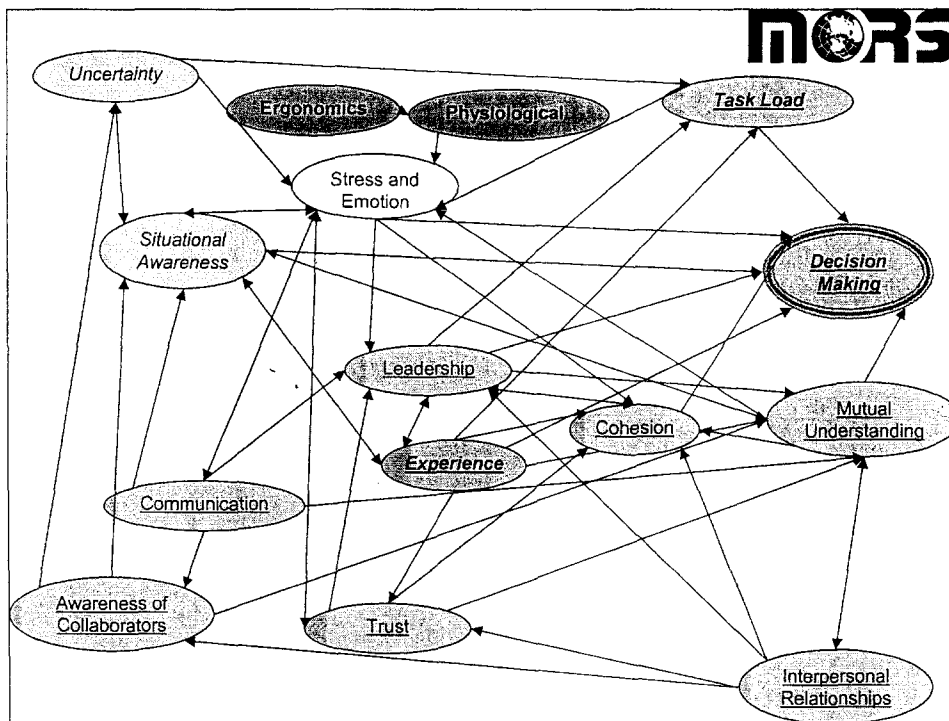 MORS
Uncertainty
Ergonomics
Physiological
Task Load
Stress and
Emotion
Situational
Awareness
Decision
Making
Leadership
Cohesion
Mutual
Understanding
Experience
Communication
Awareness of
Collaborators
Trust
Interpersonal
Relationships